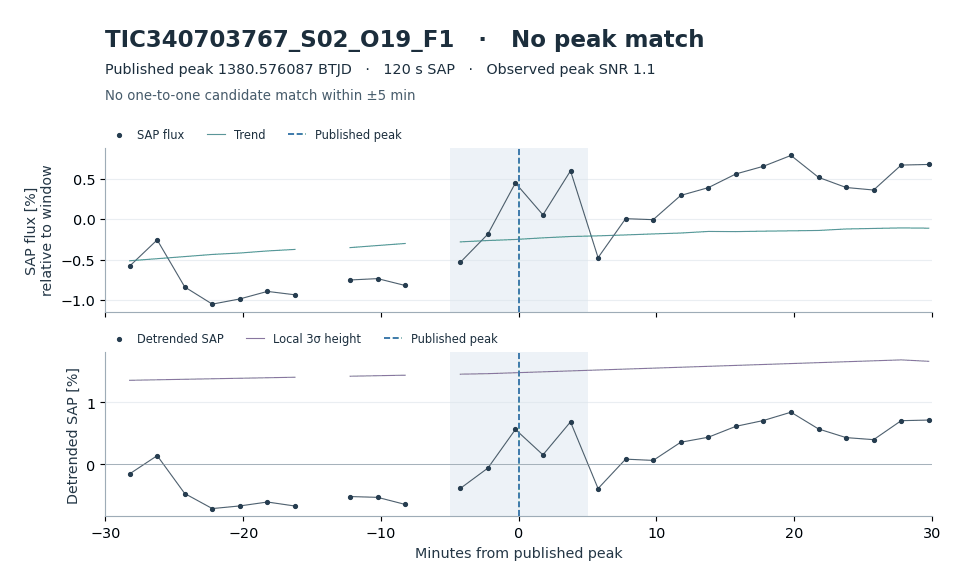 TIC340703767_S02_O19_F1 · No peak match
Published peak 1380.576087 BTJD · 120 s SAP · Observed peak SNR 1.1
No one-to-one candidate match within ±5 min
SAP flux Trend Published peak
SAP flux [%]
relative to window
0.5
0.0
−0.5
−1.0
Detrended SAP Local 3σ height Published peak
Detrended SAP [%]
1
0
−30 −20 −10 0 10 20 30
Minutes from published peak